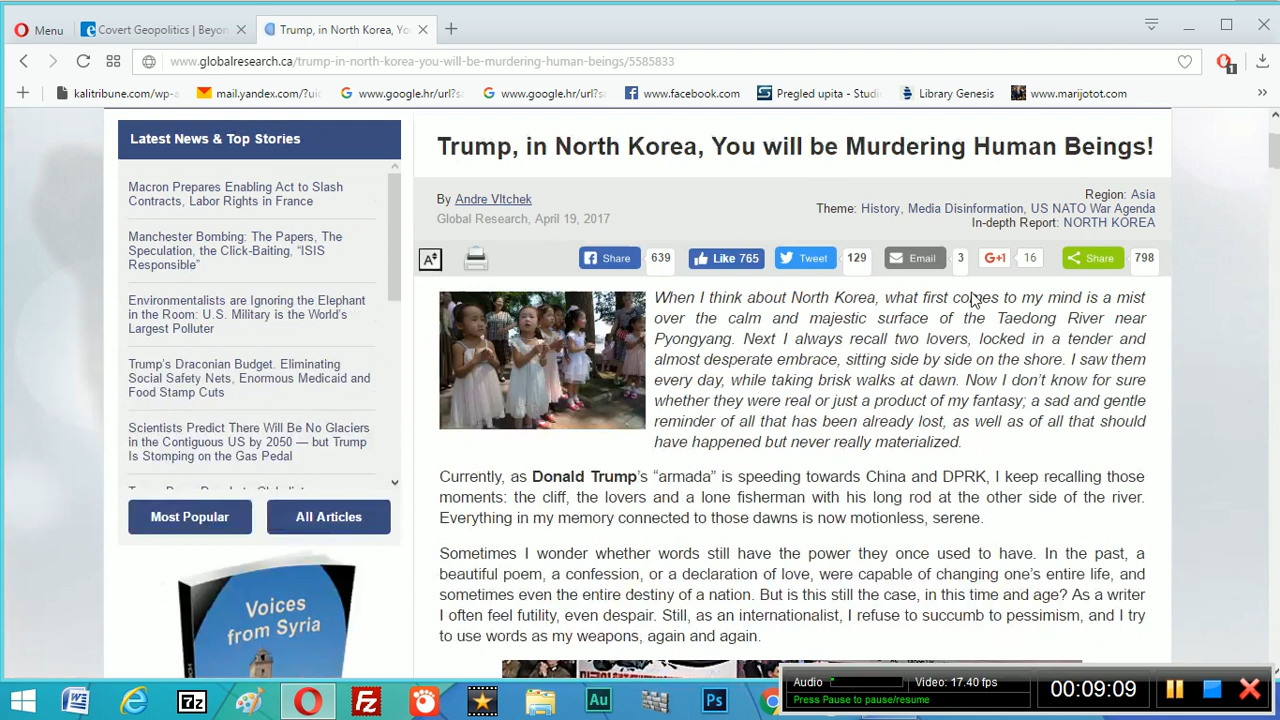 Menu
Covert Geopolitics | Beyon
Trump, in North Korea, Yo
www.globalresearch.ca/trump-in-north-korea-you-will-be-murdering-human-beings/5585833
1
kalitribune.com/wp-
mail.yandex.com/?ui
www.google.hr/url?s
www.google.hr/url?s
www.facebook.com
Pregled upita - Studi
Library Genesis
www.marijotot.com
Latest News & Top Stories
Macron Prepares Enabling Act to Slash
Contracts, Labor Rights in France
Manchester Bombing: The Papers, The
Speculation, the Click-Baiting, “ISIS
Responsible”
Environmentalists are Ignoring the Elephant
in the Room: U.S. Military is the World’s
Largest Polluter
Trump’s Draconian Budget. Eliminating
Social Safety Nets, Enormous Medicaid and
Food Stamp Cuts
Scientists Predict There Will Be No Glaciers
in the Contiguous US by 2050 — but Trump
Is Stomping on the Gas Pedal
Most Popular
All Articles
Voices
from Syria
Trump, in North Korea, You will be Murdering Human Beings!
By Andre Vltchek
Global Research, April 19, 2017
Region: Asia
Theme: History, Media Disinformation, US NATO War Agenda
In-depth Report: NORTH KOREA
A
Share 639
Like 765
Tweet 129
Email 3
G+1 16
Share 798
When I think about North Korea, what first comes to my mind is a mist
over the calm and majestic surface of the Taedong River near
Pyongyang. Next I always recall two lovers, locked in a tender and
almost desperate embrace, sitting side by side on the shore. I saw them
every day, while taking brisk walks at dawn. Now I don’t know for sure
whether they were real or just a product of my fantasy; a sad and gentle
reminder of all that has been already lost, as well as of all that should
have happened but never really materialized.
Currently, as Donald Trump’s “armada” is speeding towards China and DPRK, I keep recalling those
moments: the cliff, the lovers and a lone fisherman with his long rod at the other side of the river.
Everything in my memory connected to those dawns is now motionless, serene.
Sometimes I wonder whether words still have the power they once used to have. In the past, a
beautiful poem, a confession, or a declaration of love, were capable of changing one’s entire life, and
sometimes even the entire destiny of a nation. But is this still the case, in this time and age? As a writer
I often feel futility, even despair. Still, as an internationalist, I refuse to succumb to pessimism, and I try
to use words as my weapons, again and again.
Audio
Video: 17.40 fps
Press Pause to pause/resume
00:09:09
7z
Fz
Au
Ps